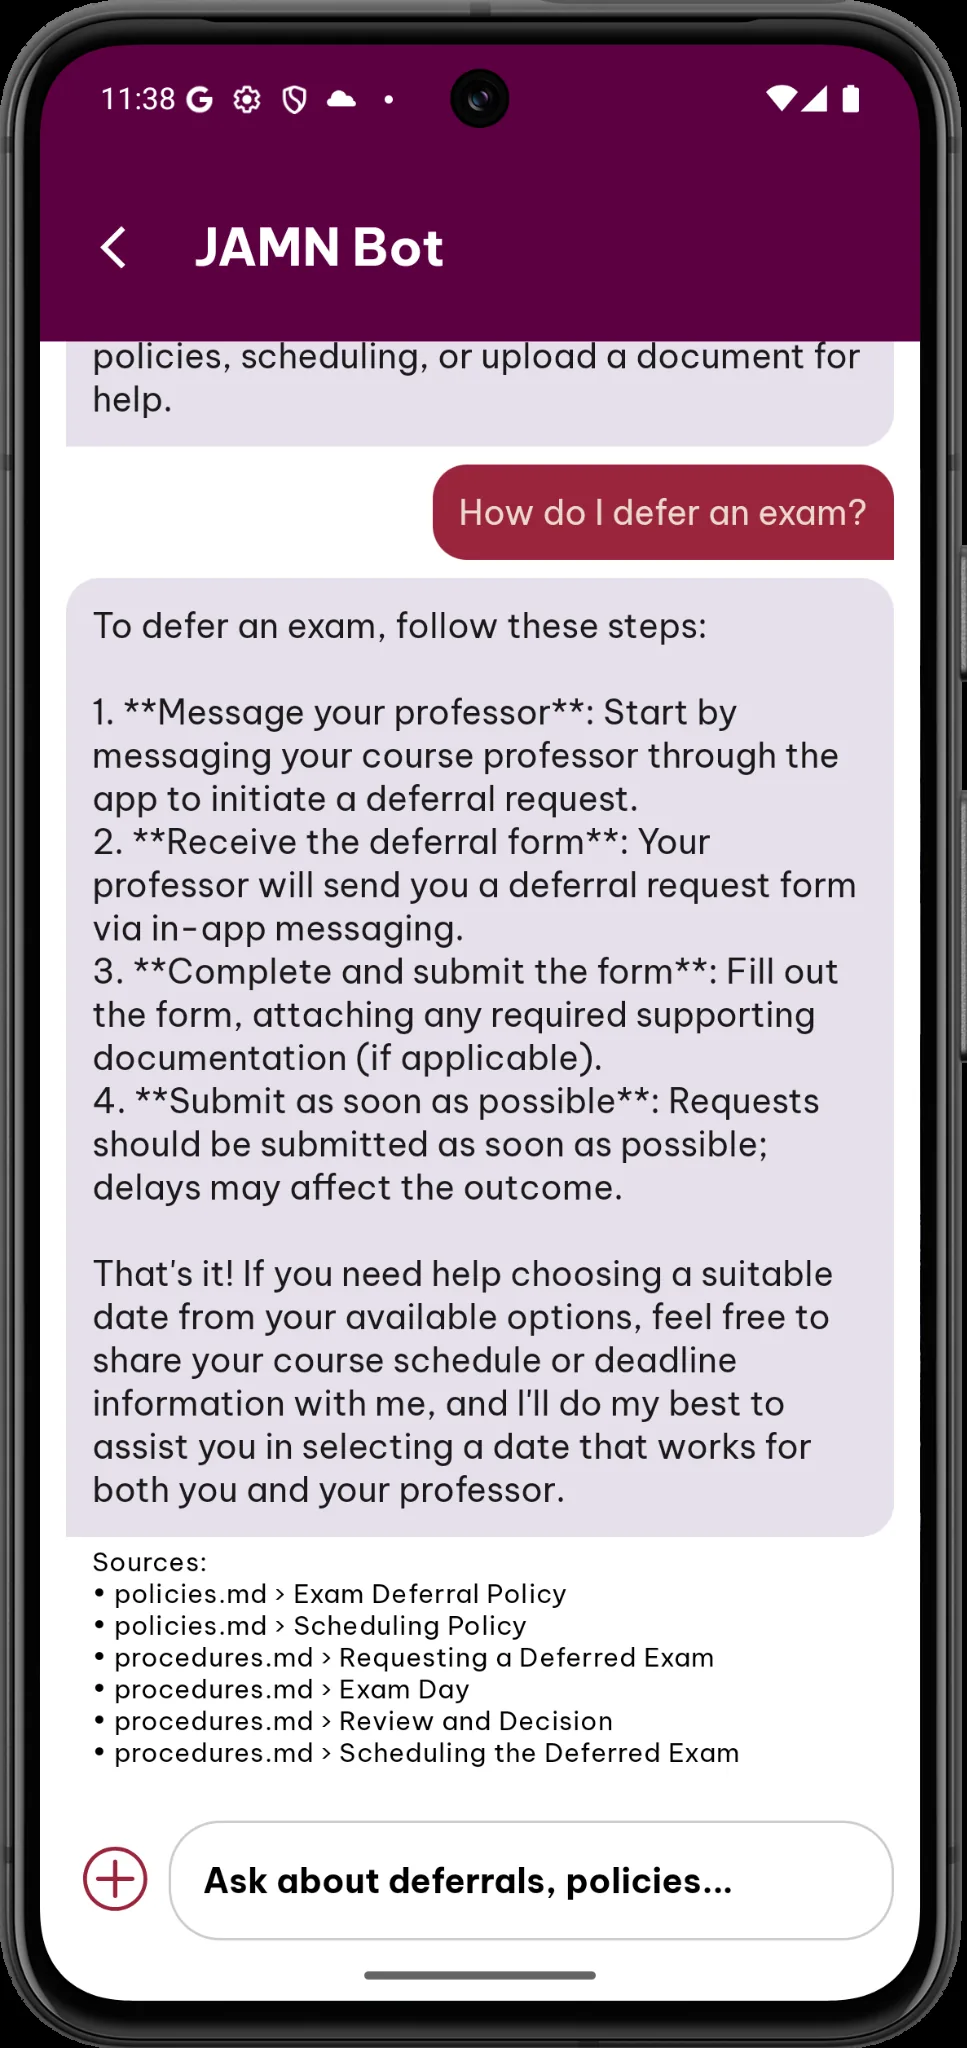 11:38
JAMN Bot
policies, scheduling, or upload a document for
help.
How do I defer an exam?
To defer an exam, follow these steps:
1. **Message your professor**: Start by
messaging your course professor through the
app to initiate a deferral request.
2. **Receive the deferral form**: Your
professor will send you a deferral request form
via in-app messaging.
3. **Complete and submit the form**: Fill out
the form, attaching any required supporting
documentation (if applicable).
4. **Submit as soon as possible**: Requests
should be submitted as soon as possible;
delays may affect the outcome.
That's it! If you need help choosing a suitable
date from your available options, feel free to
share your course schedule or deadline
information with me, and I'll do my best to
assist you in selecting a date that works for
both you and your professor.
Sources:
• policies.md › Exam Deferral Policy
• policies.md › Scheduling Policy
• procedures.md › Requesting a Deferred Exam
• procedures.md › Exam Day
• procedures.md › Review and Decision
• procedures.md › Scheduling the Deferred Exam
Ask about deferrals, policies...